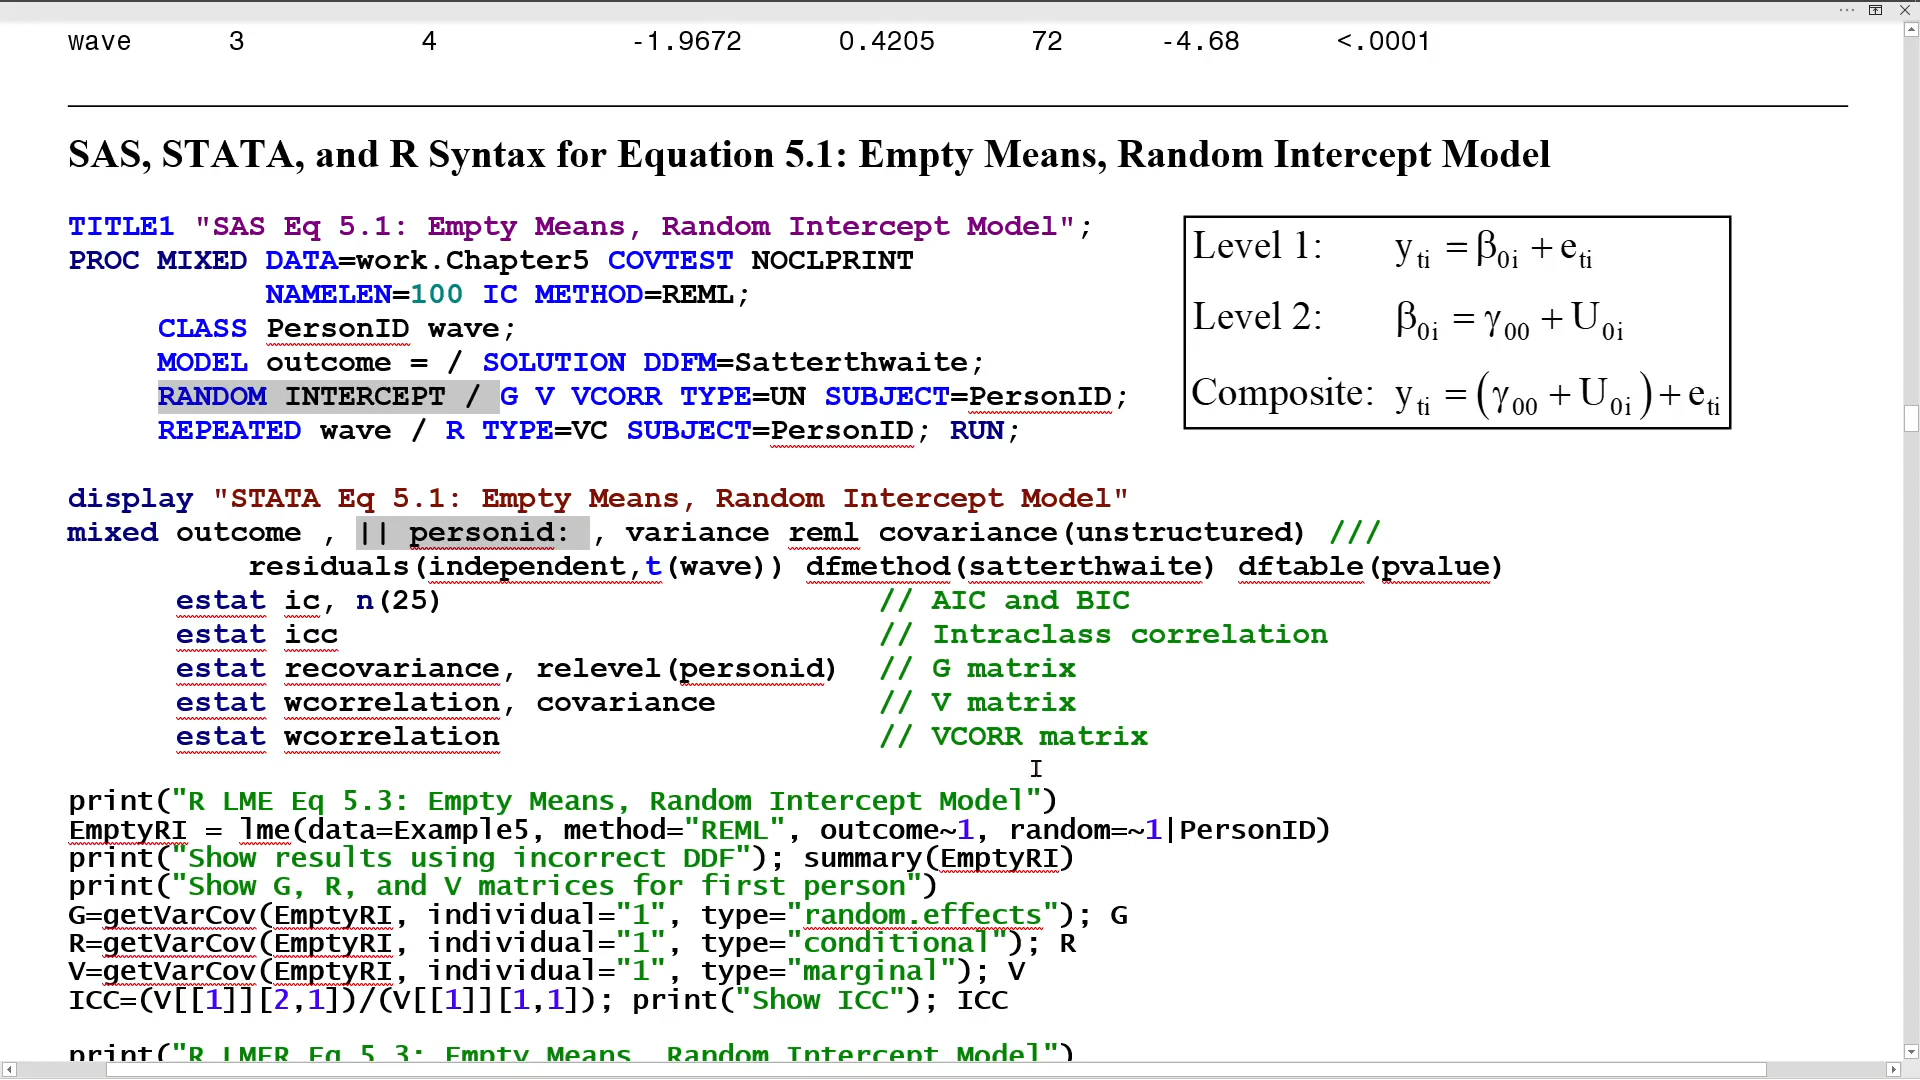 wave 3 4 -1.9672 0.4205 72 -4.68 <.0001
SAS, STATA, and R Syntax for Equation 5.1: Empty Means, Random Intercept Model
TITLE1 "SAS Eq 5.1: Empty Means, Random Intercept Model";
PROC MIXED DATA=work.Chapter5 COVTEST NOCLPRINT
NAMELEN=100 IC METHOD=REML;
CLASS PersonID wave;
MODEL outcome = / SOLUTION DDFM=Satterthwaite;
RANDOM INTERCEPT / G V VCORR TYPE=UN SUBJECT=PersonID;
REPEATED wave / R TYPE=VC SUBJECT=PersonID; RUN;
Level 1: y_ti = β_0i + e_ti
Level 2: β_0i = γ_00 + U_0i
Composite: y_ti = (γ_00 + U_0i) + e_ti
display "STATA Eq 5.1: Empty Means, Random Intercept Model"
mixed outcome , || personid: , variance reml covariance(unstructured) ///
residuals(independent,t(wave)) dfmethod(satterthwaite) dftable(pvalue)
estat ic, n(25) // AIC and BIC
estat icc // Intraclass correlation
estat recovariance, relevel(personid) // G matrix
estat wcorrelation, covariance // V matrix
estat wcorrelation // VCORR matrix
print("R LME Eq 5.3: Empty Means, Random Intercept Model")
EmptyRI = lme(data=Example5, method="REML", outcome~1, random=~1|PersonID)
print("Show results using incorrect DDF"); summary(EmptyRI)
print("Show G, R, and V matrices for first person")
G=getVarCov(EmptyRI, individual="1", type="random.effects"); G
R=getVarCov(EmptyRI, individual="1", type="conditional"); R
V=getVarCov(EmptyRI, individual="1", type="marginal"); V
ICC=(V[[1]][2,1])/(V[[1]][1,1]); print("Show ICC"); ICC
print("R LMER Eq 5.3: Empty Means, Random Intercept Model")